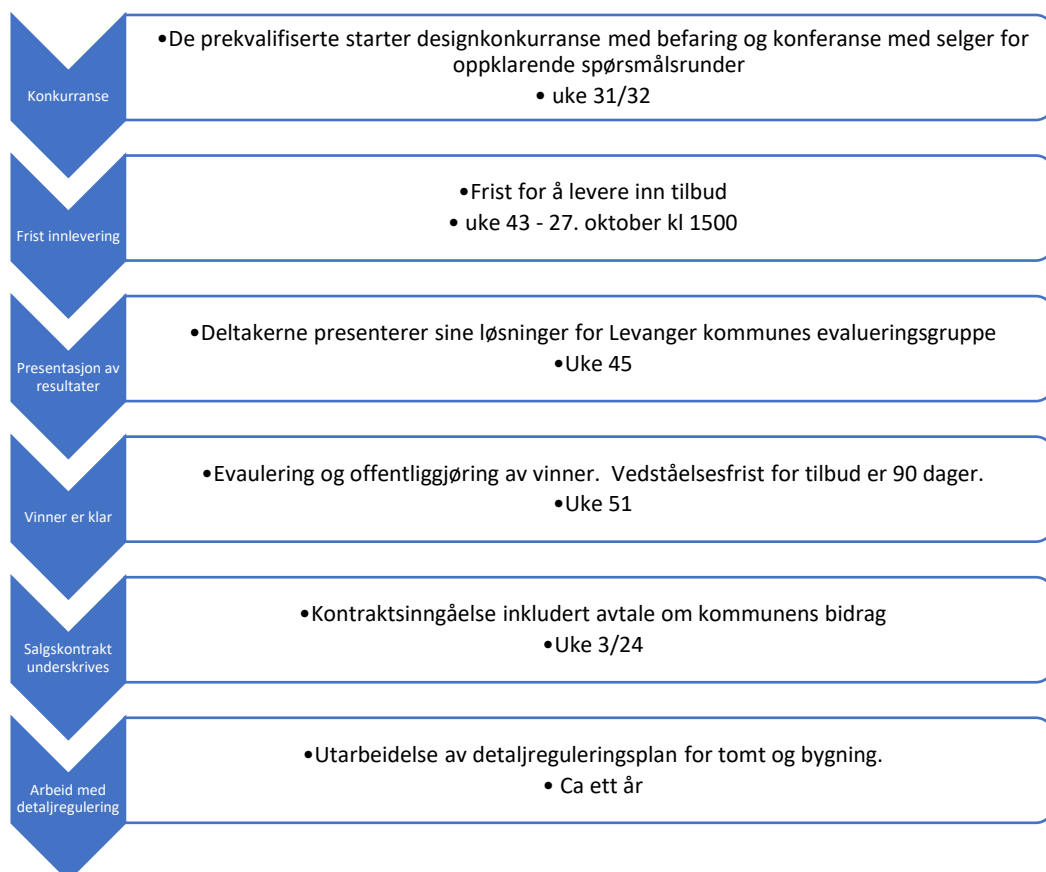 Konkurranse
•De prekvalifiserte starter designkonkurranse med befaring og konferanse med selger for
oppklarende spørsmålsrunder
• uke 31/32
Frist innlevering
•Frist for å levere inn tilbud
• uke 43 - 27. oktober kl 1500
Presentasjon av
resultater
•Deltakerne presenterer sine løsninger for Levanger kommunes evalueringsgruppe
•Uke 45
Vinner er klar
•Evaulering og offentliggjøring av vinner. Vedståelsesfrist for tilbud er 90 dager.
•Uke 51
Salgskontrakt
underskrives
•Kontraktsinngåelse inkludert avtale om kommunens bidrag
•Uke 3/24
Arbeid med
detaljregulering
•Utarbeidelse av detaljreguleringsplan for tomt og bygning.
• Ca ett år